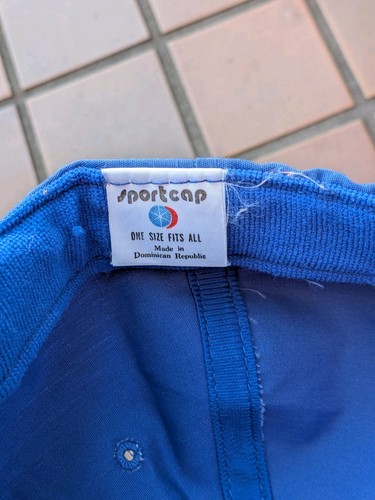 sportcap
ONE SIZE FITS ALL
Made in
Dominican Republic